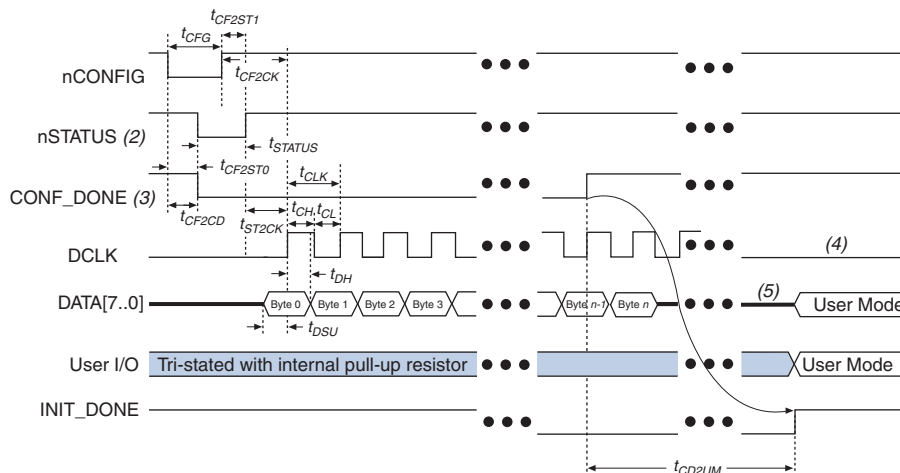 tCF2ST1
tCFG
nCONFIG
tCF2CK
nSTATUS (2)
tSTATUS
tCF2ST0
tCLK
CONF_DONE (3)
tCF2CD
tST2CK
tCH
tCL
DCLK
(4)
tDH
DATA[7..0]
Byte 0
Byte 1
Byte 2
Byte 3
Byte n-1
Byte n
(5)
User Mode
tDSU
User I/O
Tri-stated with internal pull-up resistor
User Mode
INIT_DONE
tCD2UM